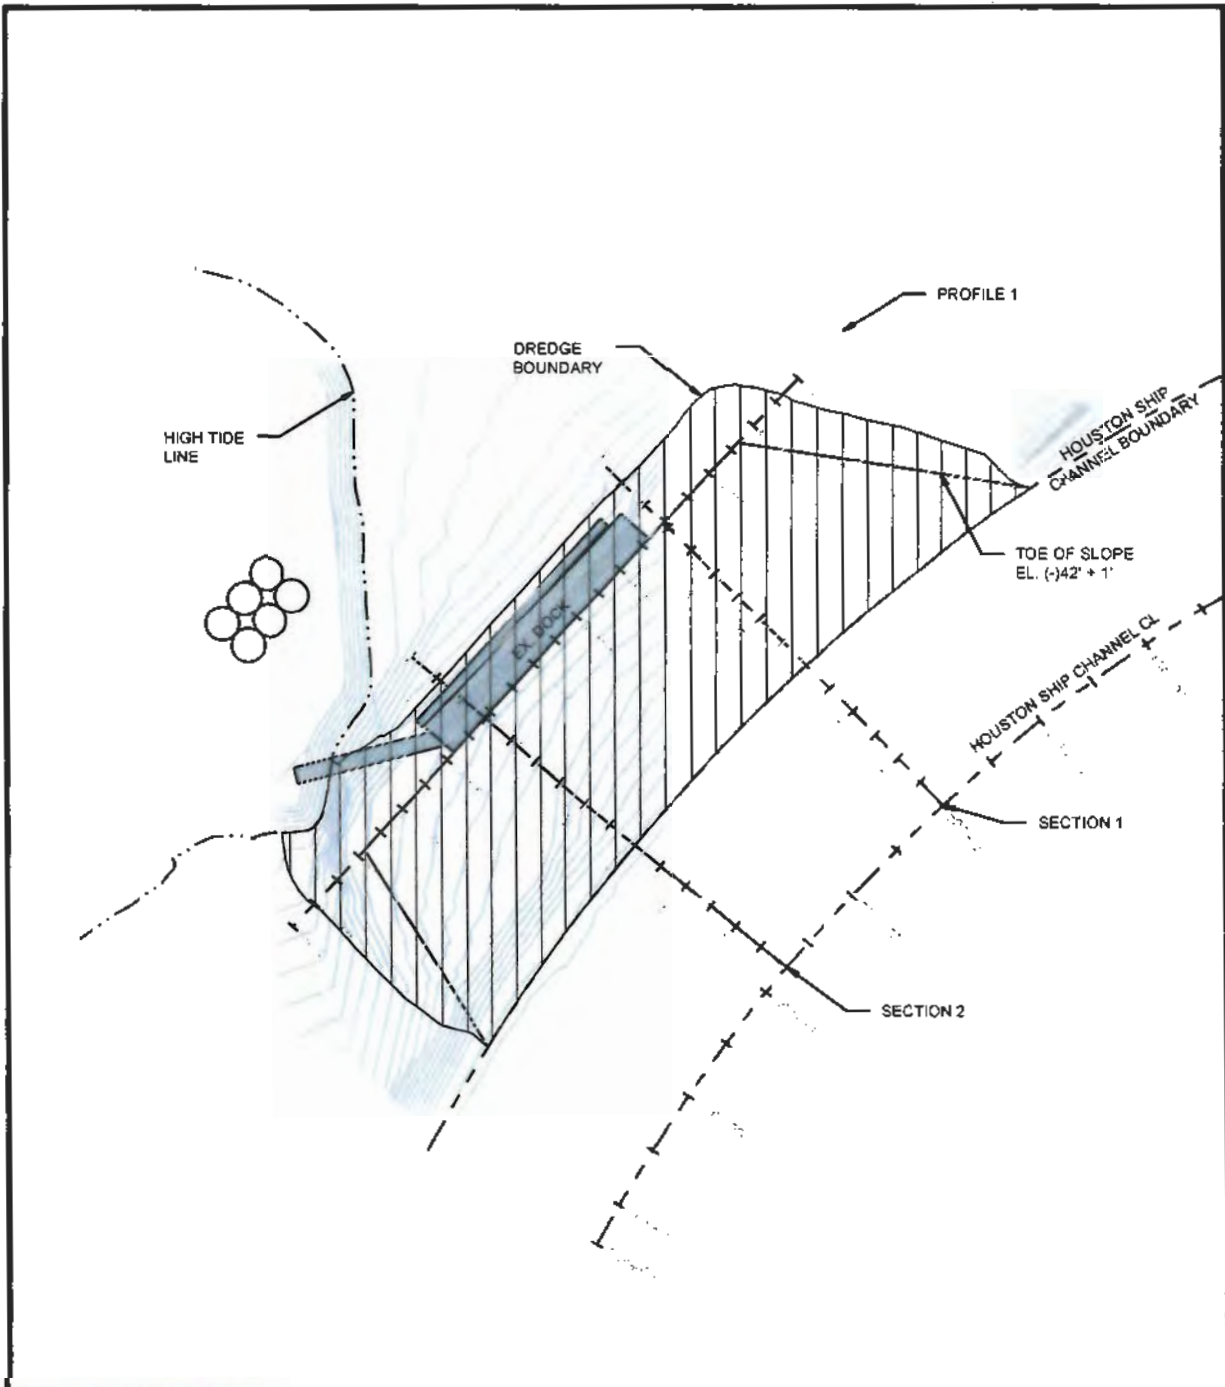 PROFILE 1
DREDGE
BOUNDARY
HIGH TIDE
LINE
HOUSTON SHIP
CHANNEL BOUNDARY
TOE OF SLOPE
EL. (-)42' + 1'
EX. DOCK
HOUSTON SHIP CHANNEL CL
SECTION 1
SECTION 2